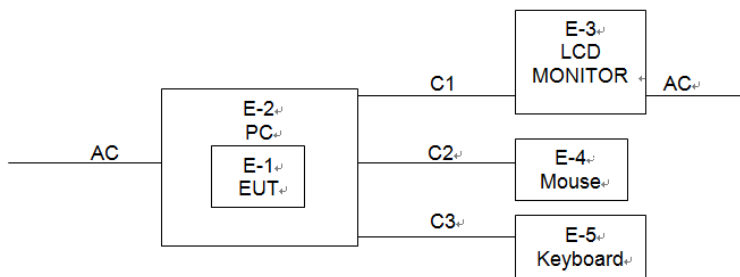 E-3
LCD
MONITOR
C1
AC
E-2
PC
AC
E-1
EUT
C2
E-4
Mouse
C3
E-5
Keyboard